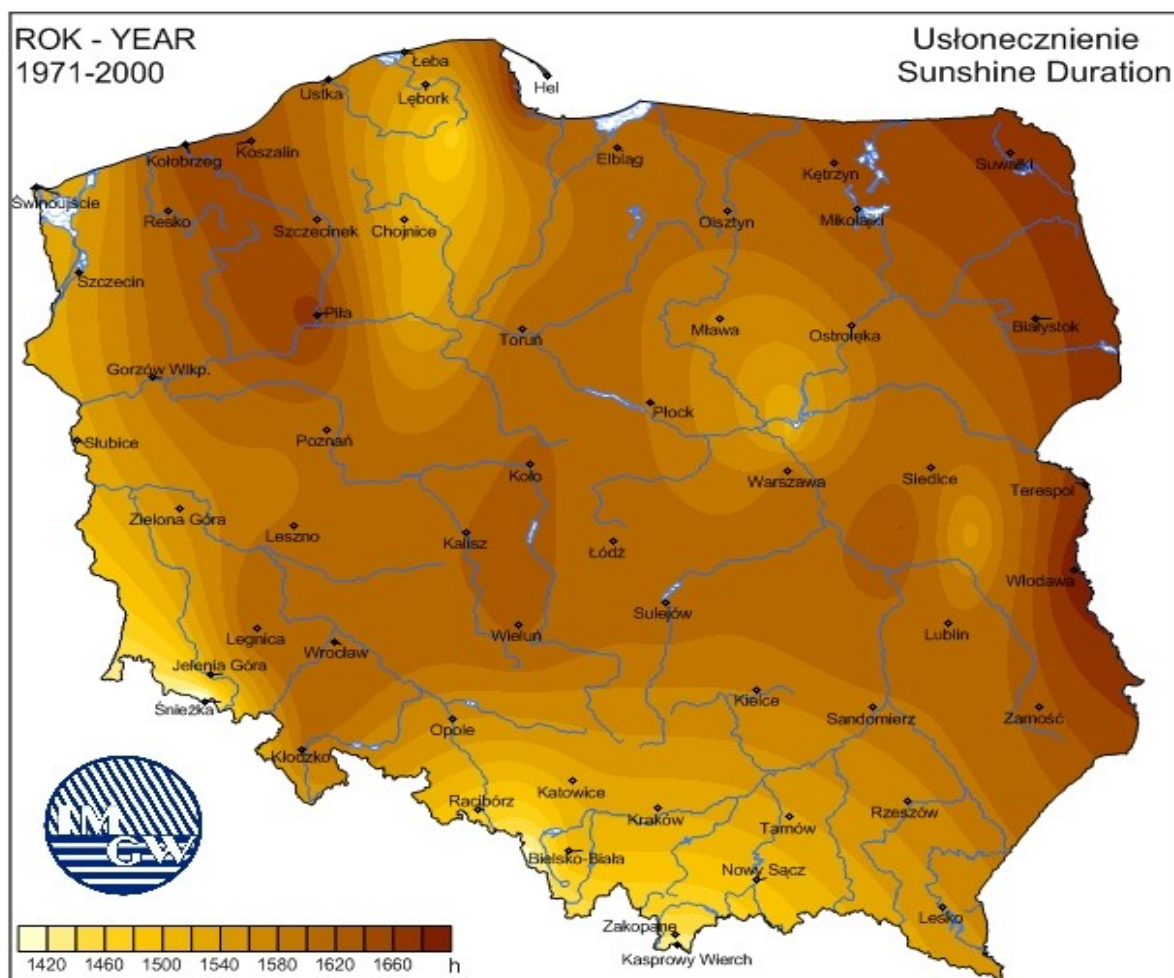 ROK - YEAR
1971-2000
Usłonecznienie
Sunshine Duration
Łeba
Ustka
Lębork
Hel
Kołobrzeg
Koszalin
Elbląg
Kętrzyn
Suwałki
Świnoujście
Resko
Szczecinek
Chojnice
Olsztyn
Mikołajki
Szczecin
Piła
Toruń
Mława
Ostrołęka
Białystok
Gorzów Wlkp.
Płock
Słubice
Poznań
Koło
Warszawa
Siedlce
Terespol
Zielona Góra
Leszno
Kalisz
Łódź
Włodawa
Sulejów
Legnica
Wrocław
Wieluń
Lublin
Jelenia Góra
Śnieżka
Kielce
Sandomierz
Zamość
Opole
Kłodzko
Katowice
Racibórz
Kraków
Tarnów
Rzeszów
Bielsko-Biała
Nowy Sącz
Lesko
Zakopane
Kasprowy Wierch
IMGW
1420 1460 1500 1540 1580 1620 1660 h